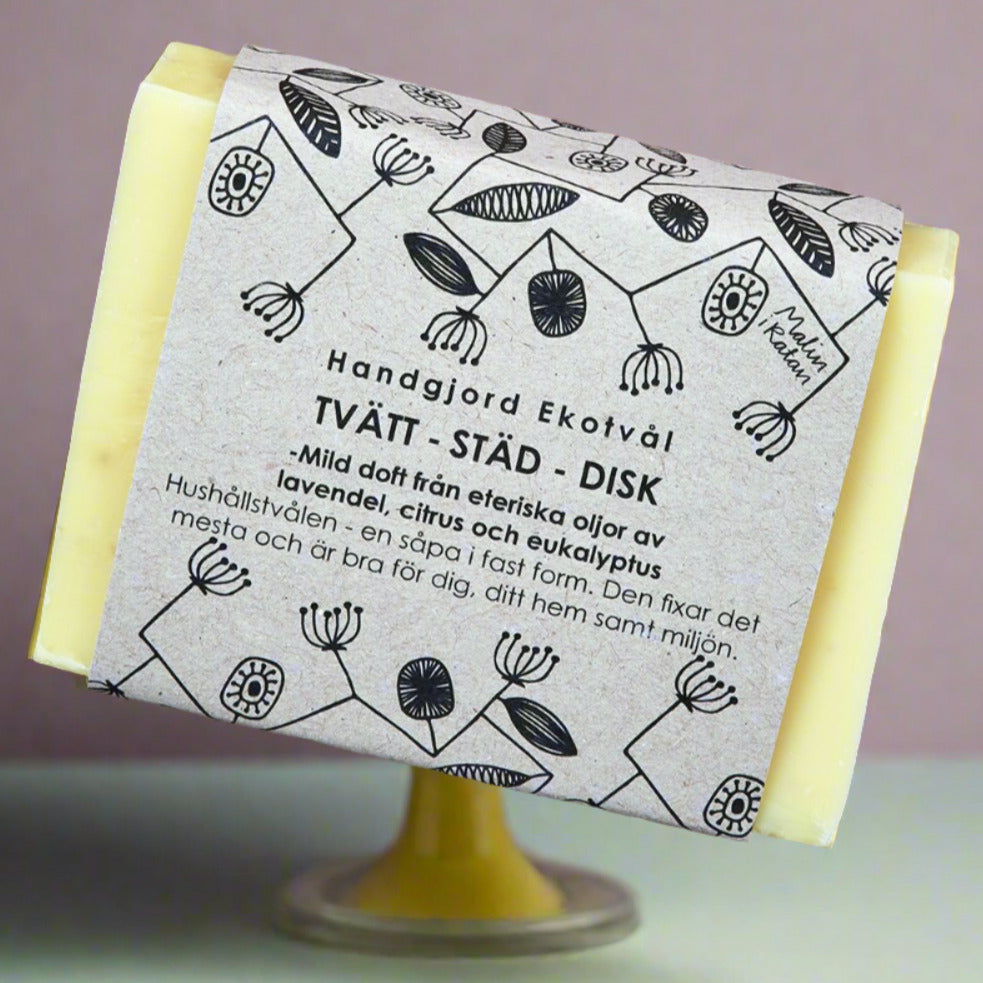 Malin
i Ratan
Handgjord Ekotvål
TVÄTT - STÄD - DISK
-Mild doft från eteriska oljor av
lavendel, citrus och eukalyptus
Hushållstvålen - en såpa i fast form. Den fixar det
mesta och är bra för dig, ditt hem samt miljön.